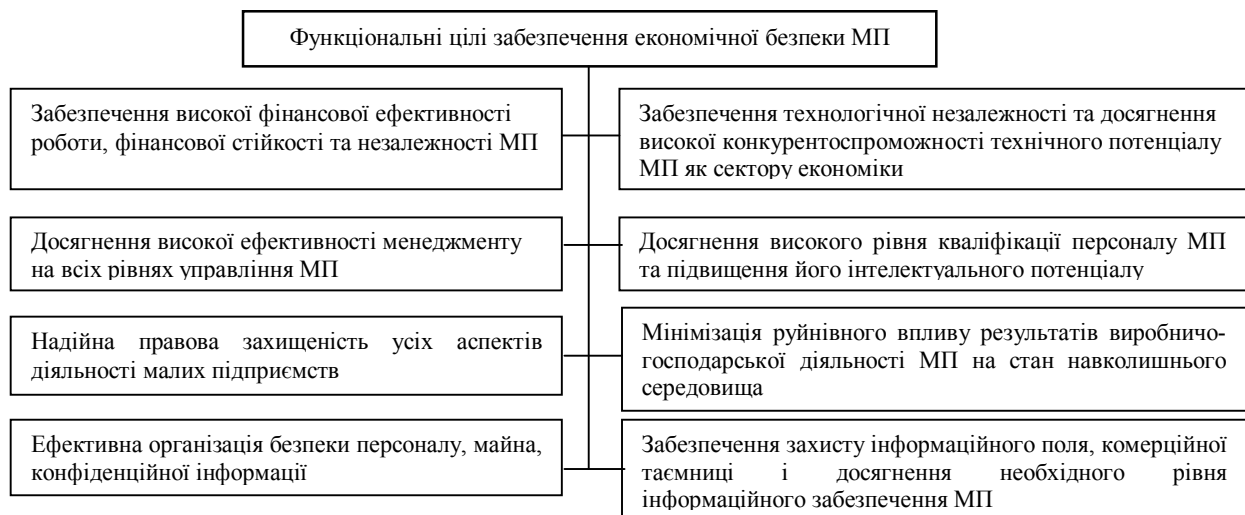 Функціональні цілі забезпечення економічної безпеки МП
Забезпечення високої фінансової ефективності
роботи, фінансової стійкості та незалежності МП
Забезпечення технологічної незалежності та досягнення
високої конкурентоспроможності технічного потенціалу
МП як сектору економіки
Досягнення високої ефективності менеджменту
на всіх рівнях управління МП
Досягнення високого рівня кваліфікації персоналу МП
та підвищення його інтелектуального потенціалу
Надійна правова захищеність усіх аспектів
діяльності малих підприємств
Мінімізація руйнівного впливу результатів виробничо-
господарської діяльності МП на стан навколишнього
середовища
Ефективна організація безпеки персоналу, майна,
конфіденційної інформації
Забезпечення захисту інформаційного поля, комерційної
таємниці і досягнення необхідного рівня
інформаційного забезпечення МП